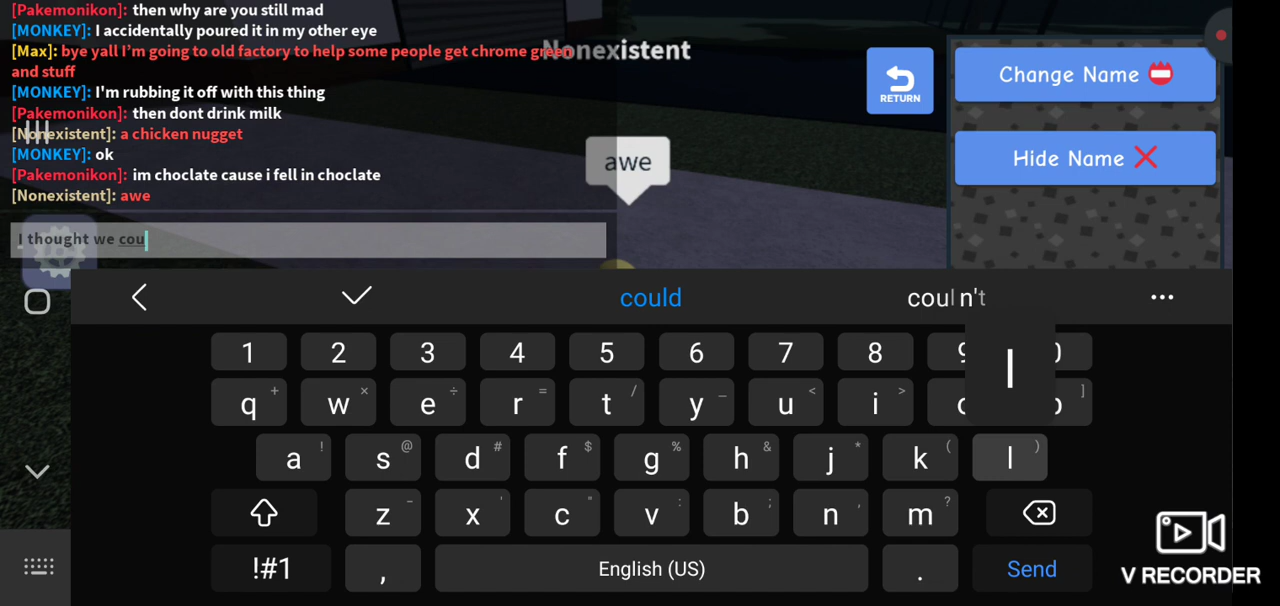 [Pakemonikon]: then why are you still mad
[MONKEY]: I accidentally poured it in my other eye
[Max]: bye yall I'm going to old factory to help some people get chrome green
and stuff
[MONKEY]: I'm rubbing it off with this thing
[Pakemonikon]: then dont drink milk
[Nonexistent]: a chicken nugget
[MONKEY]: ok
[Pakemonikon]: im choclate cause i fell in choclate
[Nonexistent]: awe
I thought we cou
Nonexistent
awe
RETURN
Change Name
Hide Name
could
couldn't
1 2 3 4 5 6 7 8 9 0
q + w × e ÷ r = t / y _ u < i > o p ]
l
a ! s @ d # f $ g % h & j * k ( l )
z - x ' c " v : b ; n , m ?
!#1 , English (US) . Send
V RECORDER